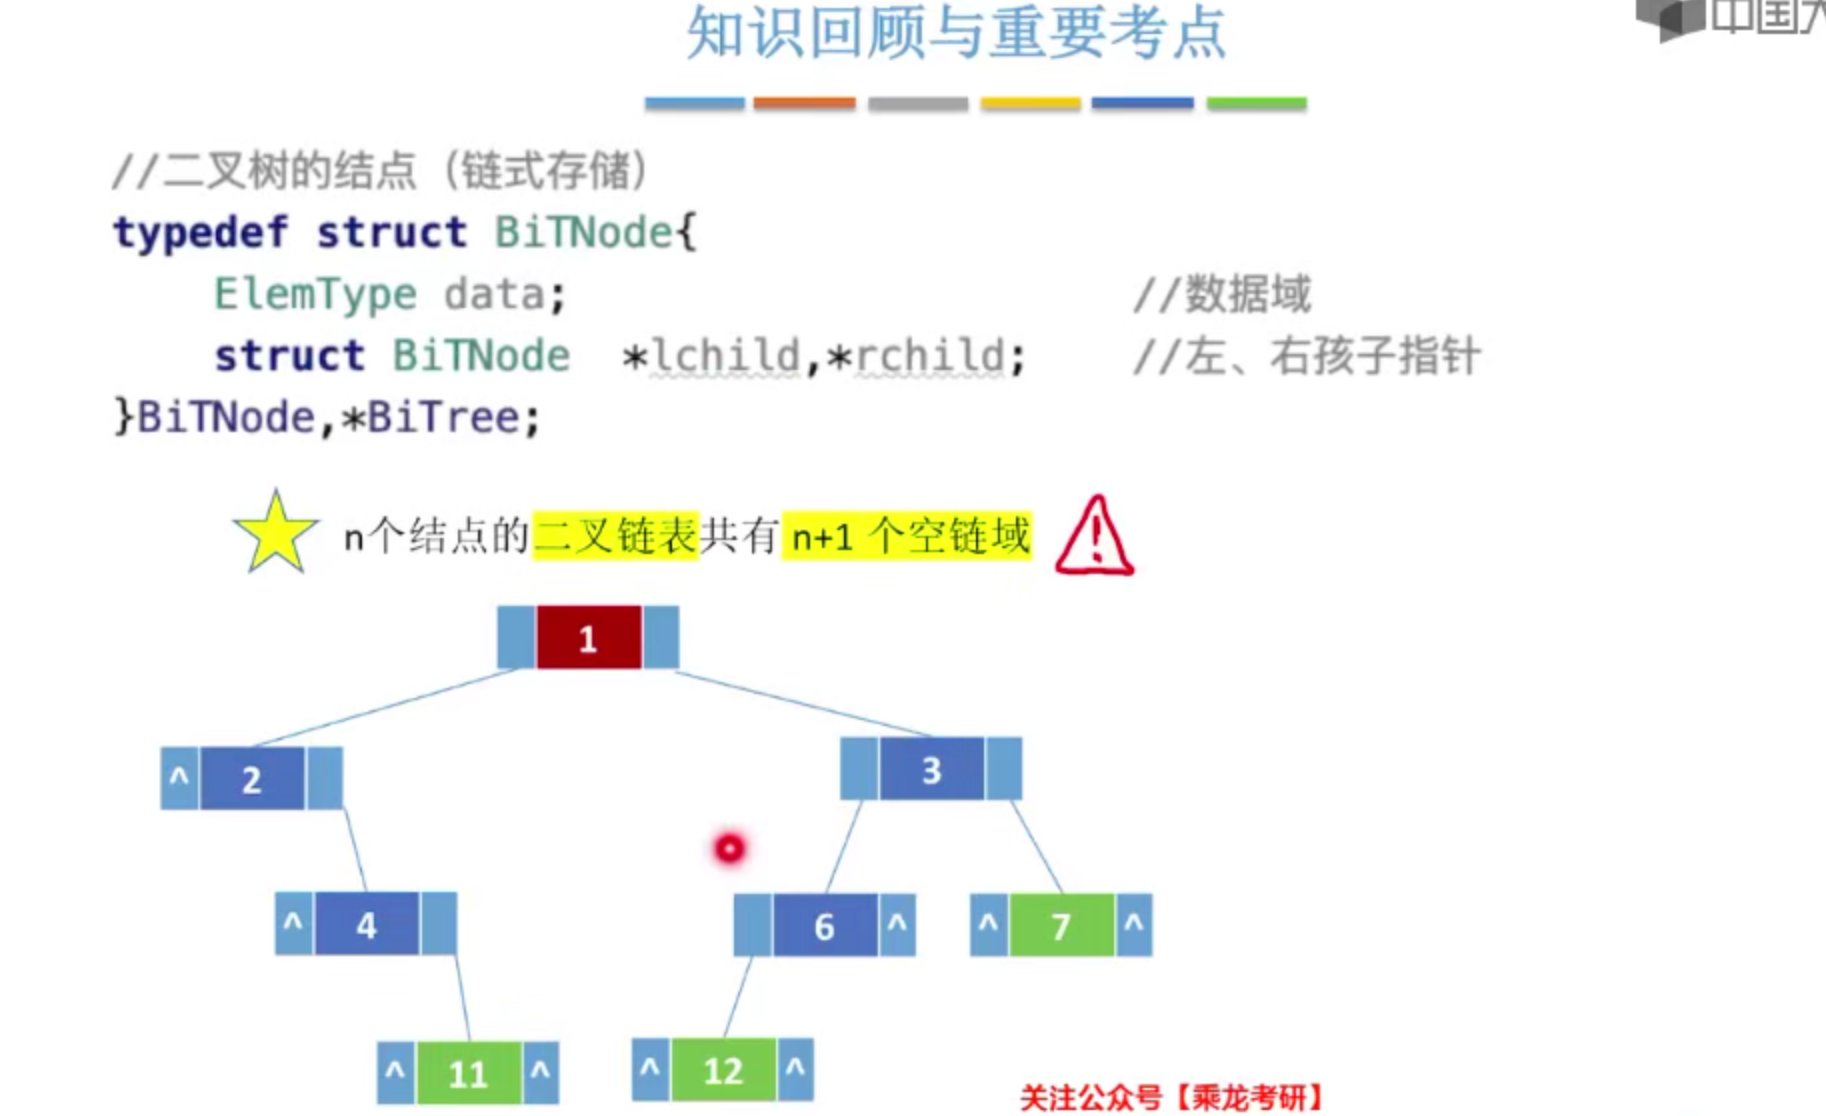 知识回顾与重要考点
中国大
//二叉树的结点（链式存储）
typedef struct BiTNode{
ElemType data; //数据域
struct BiTNode *lchild,*rchild; //左、右孩子指针
}BiTNode,*BiTree;
n个结点的二叉链表共有 n+1 个空链域
!
1
^ 2
3
^ 4
6 ^
^ 7 ^
^ 11 ^
^ 12 ^
关注公众号【乘龙考研】